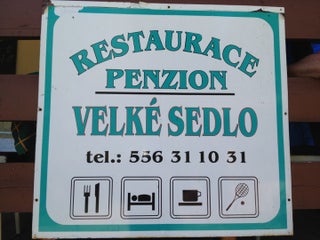 RESTAURACE
PENZION
VELKÉ SEDLO
tel.: 556 31 10 31